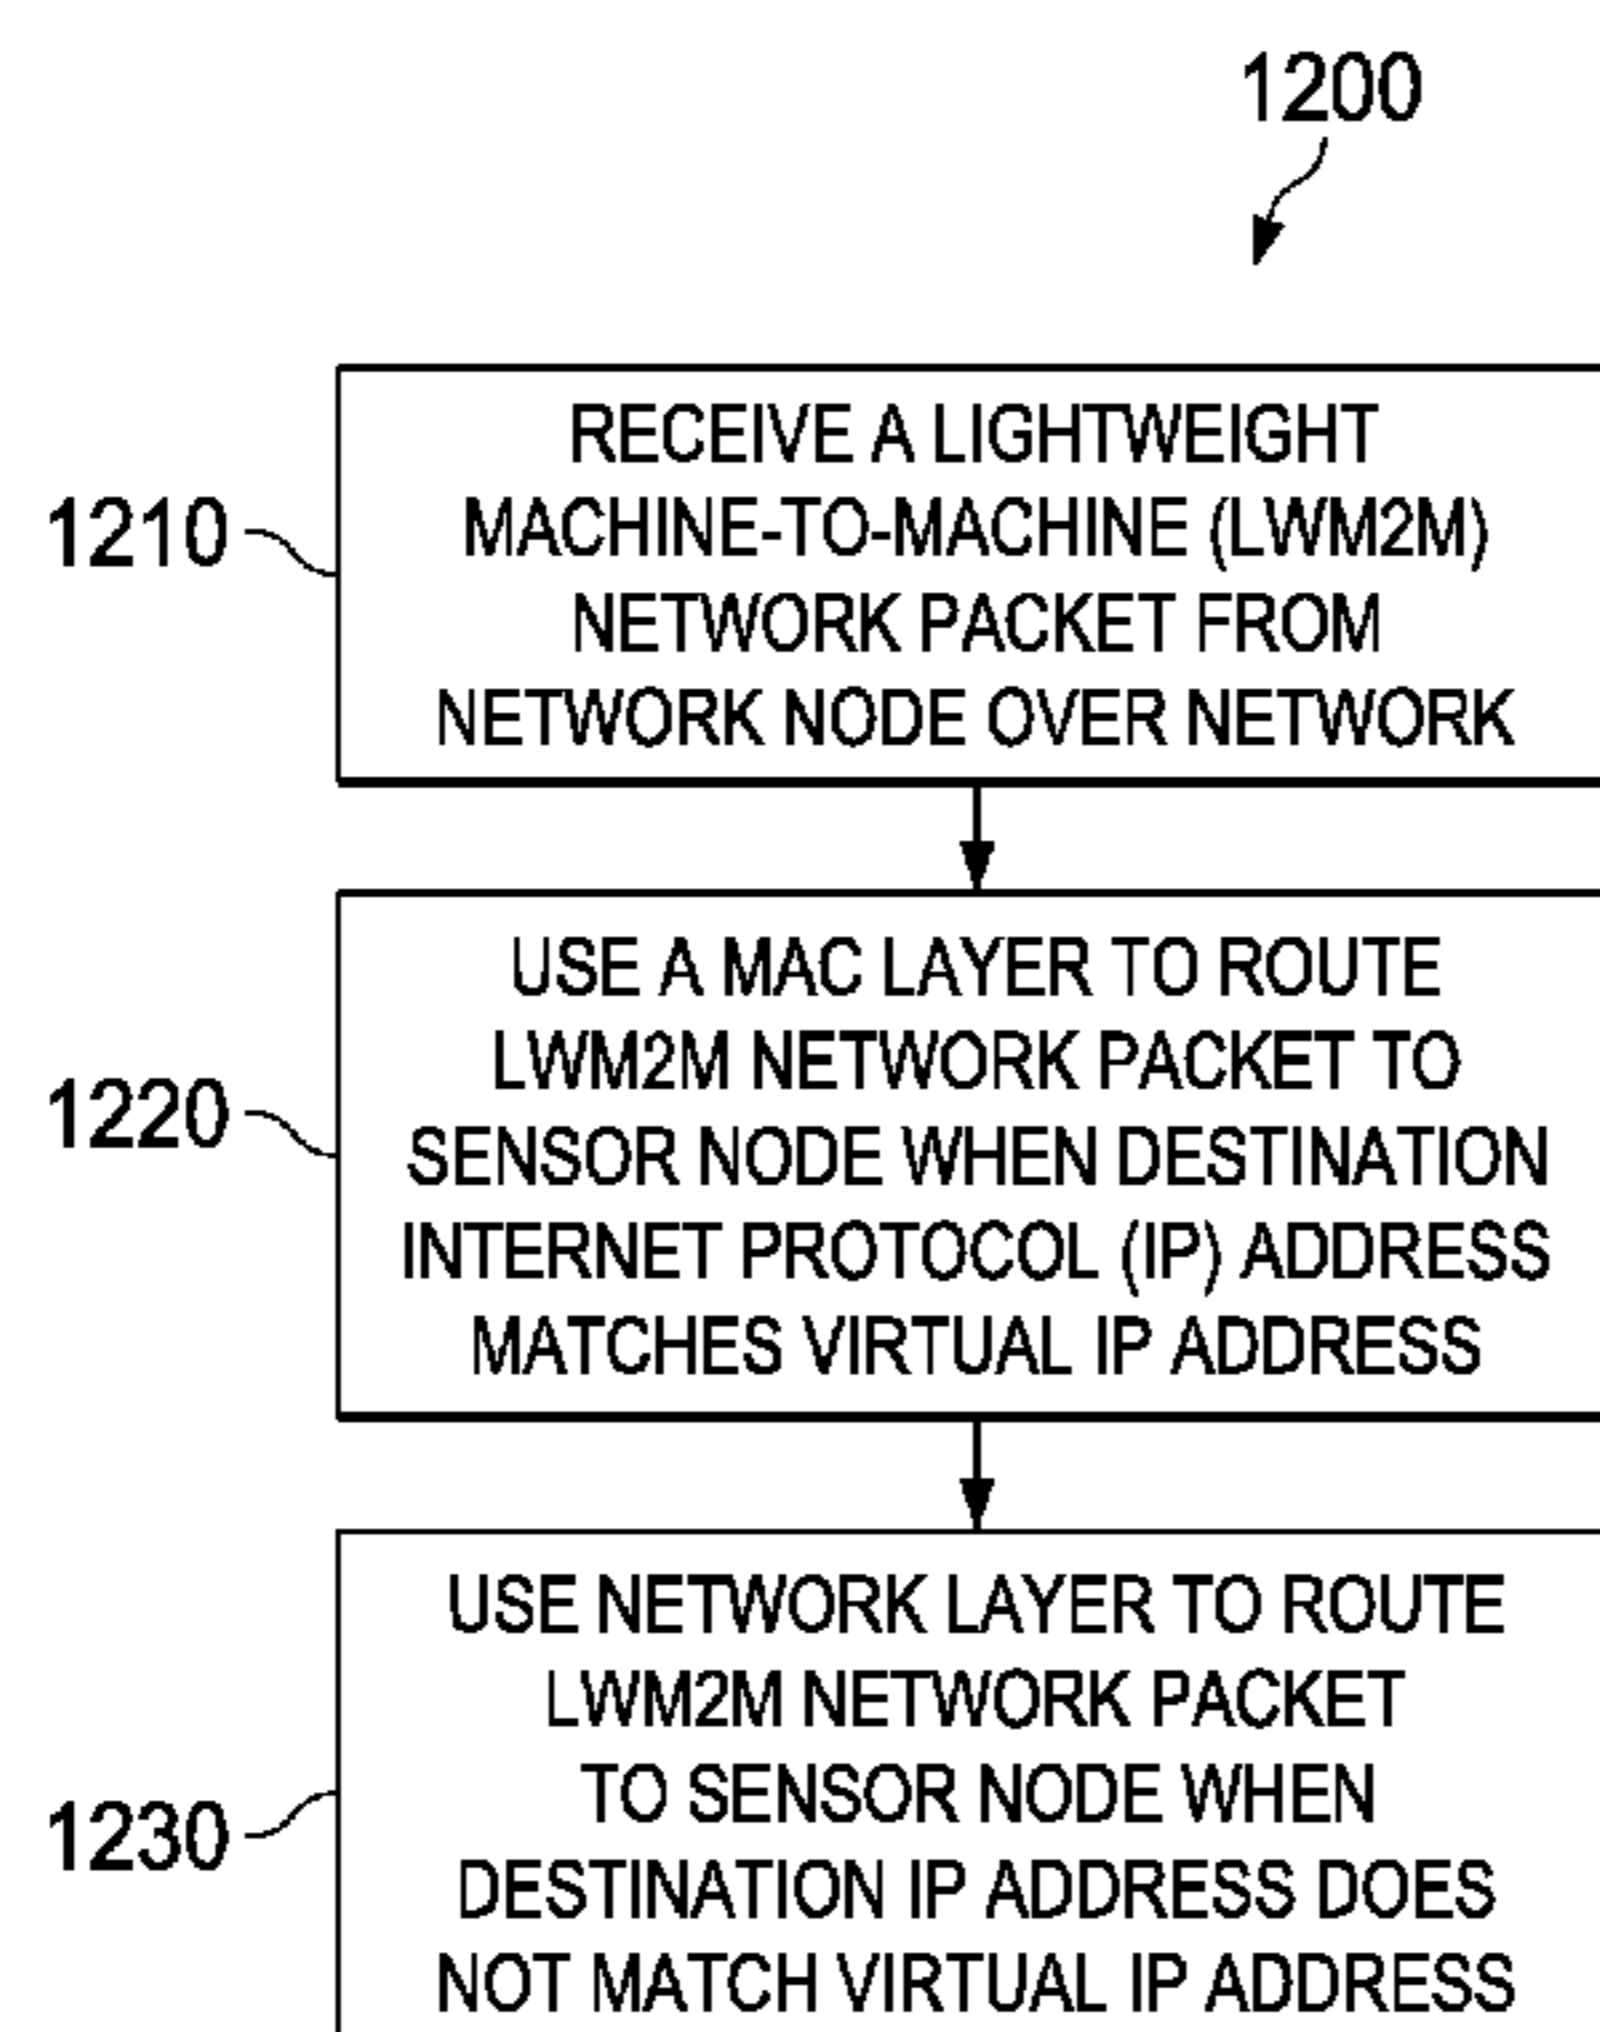 1200
1210
RECEIVE A LIGHTWEIGHT
MACHINE-TO-MACHINE (LWM2M)
NETWORK PACKET FROM
NETWORK NODE OVER NETWORK
1220
USE A MAC LAYER TO ROUTE
LWM2M NETWORK PACKET TO
SENSOR NODE WHEN DESTINATION
INTERNET PROTOCOL (IP) ADDRESS
MATCHES VIRTUAL IP ADDRESS
1230
USE NETWORK LAYER TO ROUTE
LWM2M NETWORK PACKET
TO SENSOR NODE WHEN
DESTINATION IP ADDRESS DOES
NOT MATCH VIRTUAL IP ADDRESS